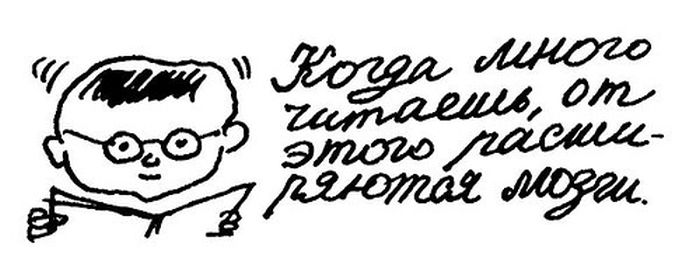 Когда много
читаешь, от
этого расши-
ряются мозги.